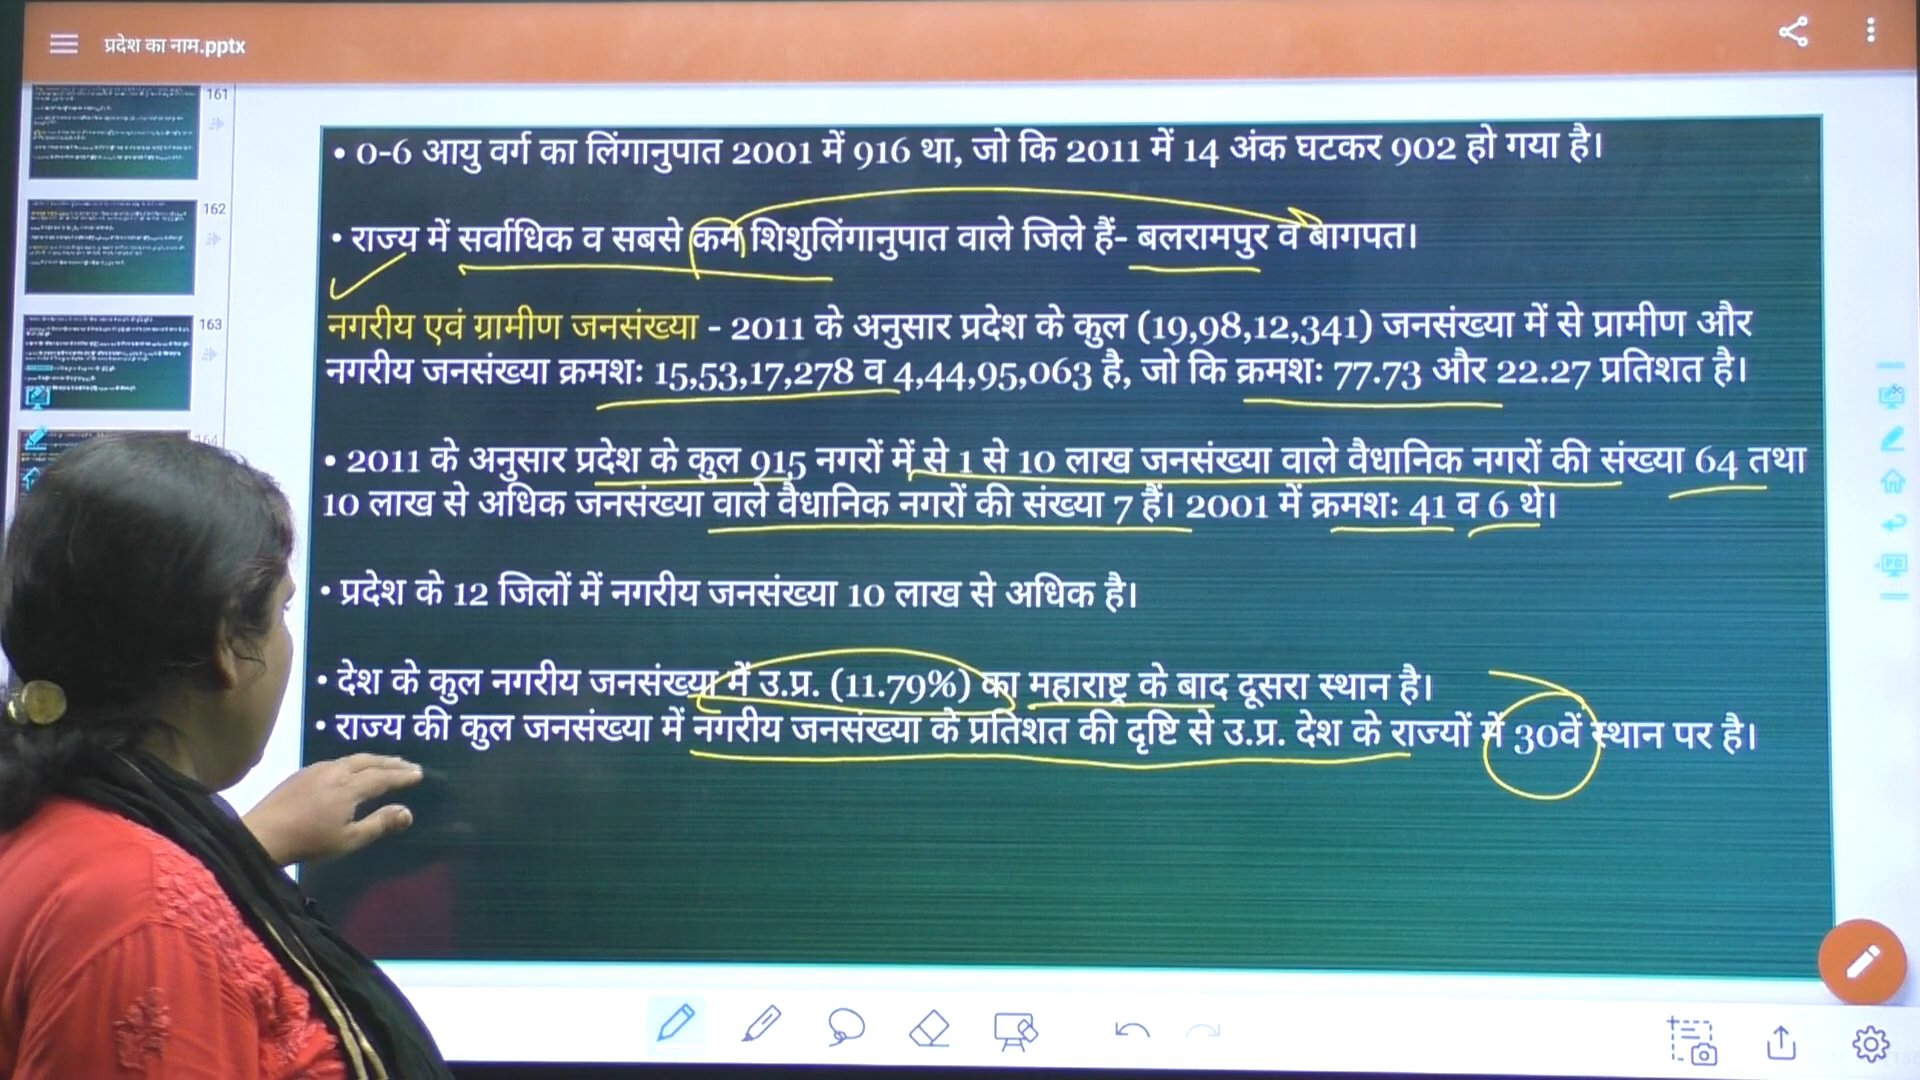 प्रदेश का नाम.pptx
161
162
163
164
• 0-6 आयु वर्ग का लिंगानुपात 2001 में 916 था, जो कि 2011 में 14 अंक घटकर 902 हो गया है।
• राज्य में सर्वाधिक व सबसे कम शिशुलिंगानुपात वाले जिले हैं- बलरामपुर व बागपत।
नगरीय एवं ग्रामीण जनसंख्या - 2011 के अनुसार प्रदेश के कुल (19,98,12,341) जनसंख्या में से प्रामीण और
नगरीय जनसंख्या क्रमशः 15,53,17,278 व 4,44,95,063 है, जो कि क्रमशः 77.73 और 22.27 प्रतिशत है।
• 2011 के अनुसार प्रदेश के कुल 915 नगरों में से 1 से 10 लाख जनसंख्या वाले वैधानिक नगरों की संख्या 64 तथा
10 लाख से अधिक जनसंख्या वाले वैधानिक नगरों की संख्या 7 हैं। 2001 में क्रमशः 41 व 6 थे।
• प्रदेश के 12 जिलों में नगरीय जनसंख्या 10 लाख से अधिक है।
• देश के कुल नगरीय जनसंख्या में उ.प्र. (11.79%) का महाराष्ट्र के बाद दूसरा स्थान है।
• राज्य की कुल जनसंख्या में नगरीय जनसंख्या के प्रतिशत की दृष्टि से उ.प्र. देश के राज्यों में 30वें स्थान पर है।